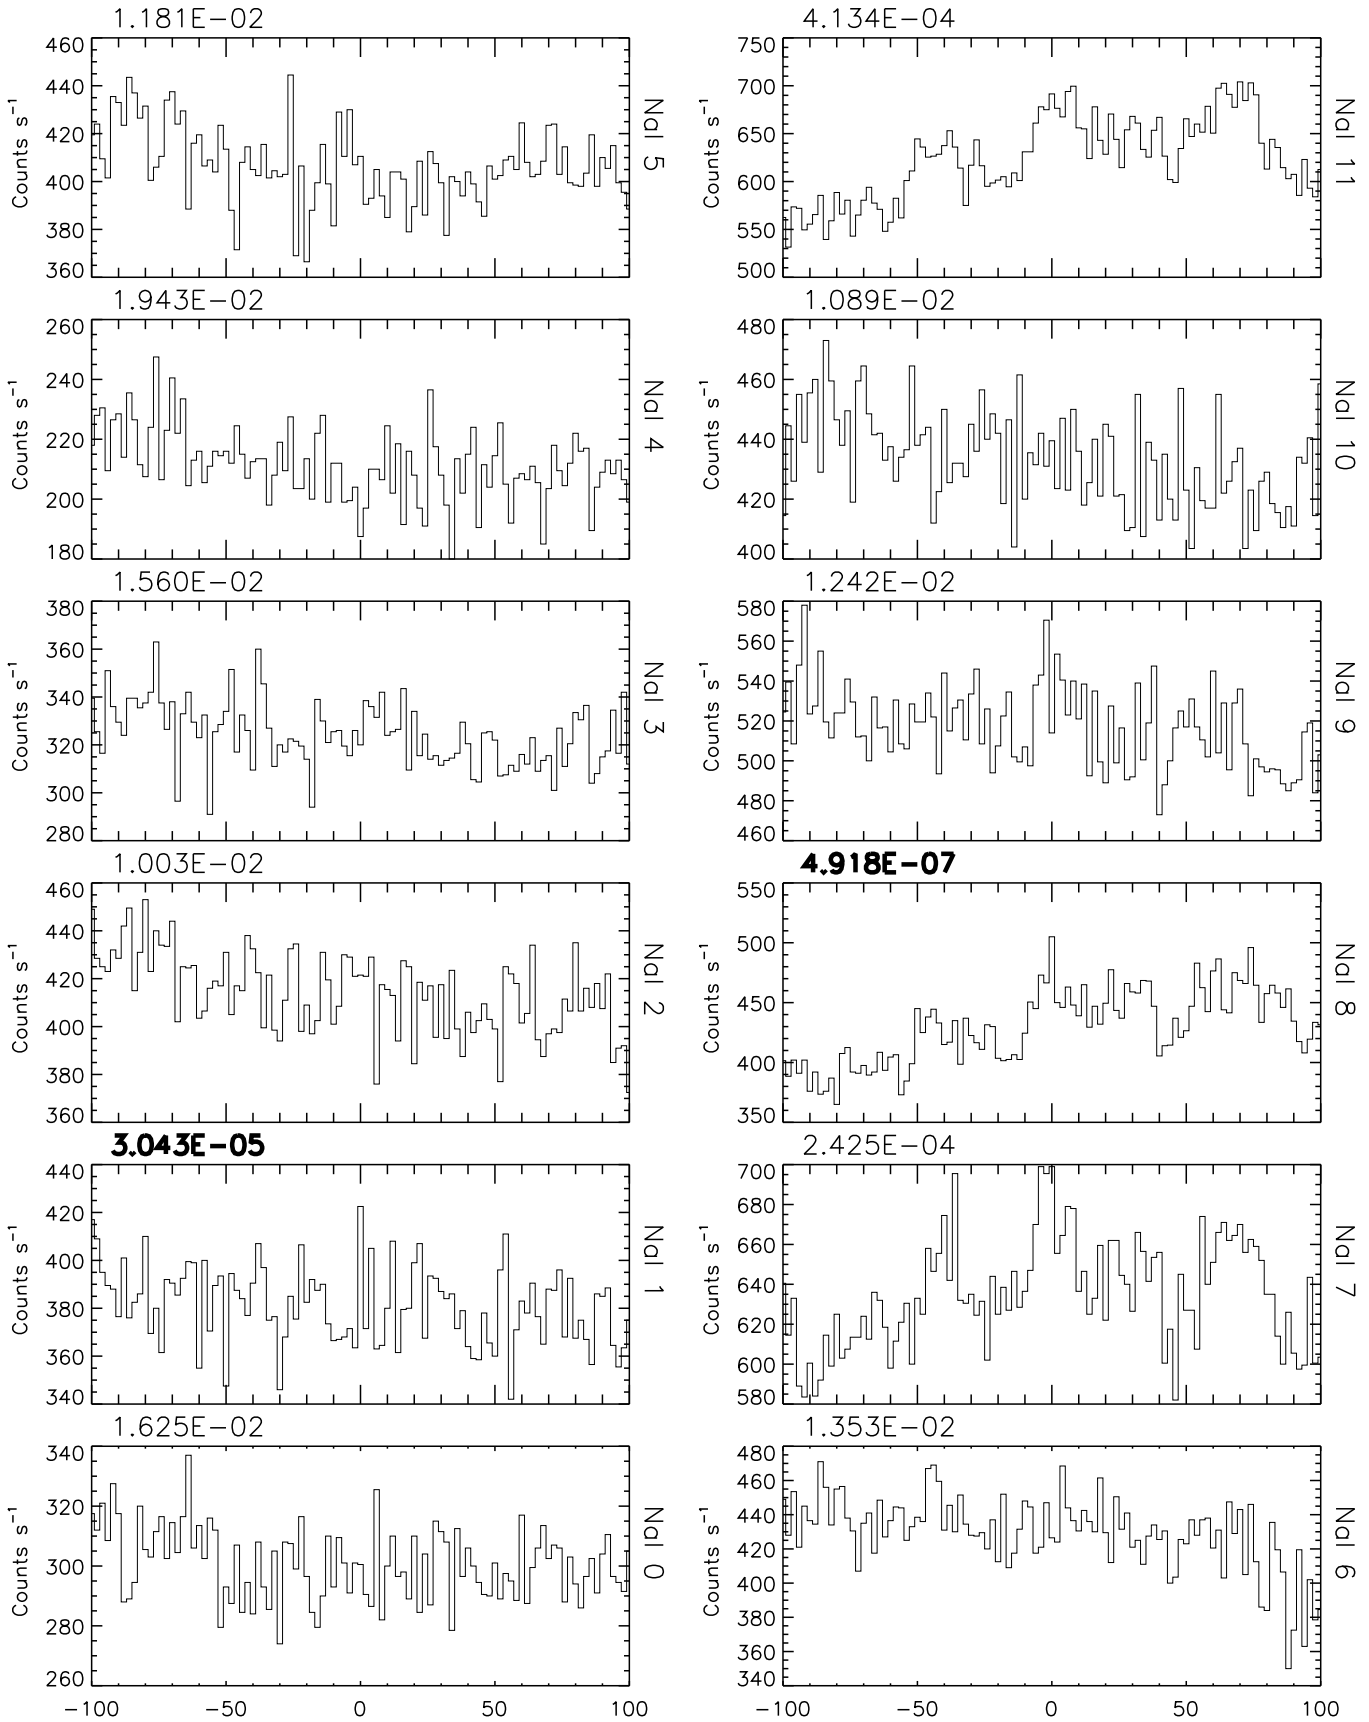 1.181E−02
460
440
420
400
380
360
Counts s⁻¹
NaI 5
4.134E−04
750
700
650
600
550
500
Counts s⁻¹
NaI 11
1.943E−02
260
240
220
200
180
Counts s⁻¹
NaI 4
1.089E−02
480
460
440
420
400
Counts s⁻¹
NaI 10
1.560E−02
380
360
340
320
300
280
Counts s⁻¹
NaI 3
1.242E−02
580
560
540
520
500
480
460
Counts s⁻¹
NaI 9
1.003E−02
460
440
420
400
380
360
Counts s⁻¹
NaI 2
4.918E−07
550
500
450
400
350
Counts s⁻¹
NaI 8
3.043E−05
440
420
400
380
360
340
Counts s⁻¹
NaI 1
2.425E−04
700
680
660
640
620
600
580
Counts s⁻¹
NaI 7
1.625E−02
340
320
300
280
260
Counts s⁻¹
NaI 0
−100 −50 0 50 100
1.353E−02
480
460
440
420
400
380
360
340
Counts s⁻¹
NaI 6
−100 −50 0 50 100